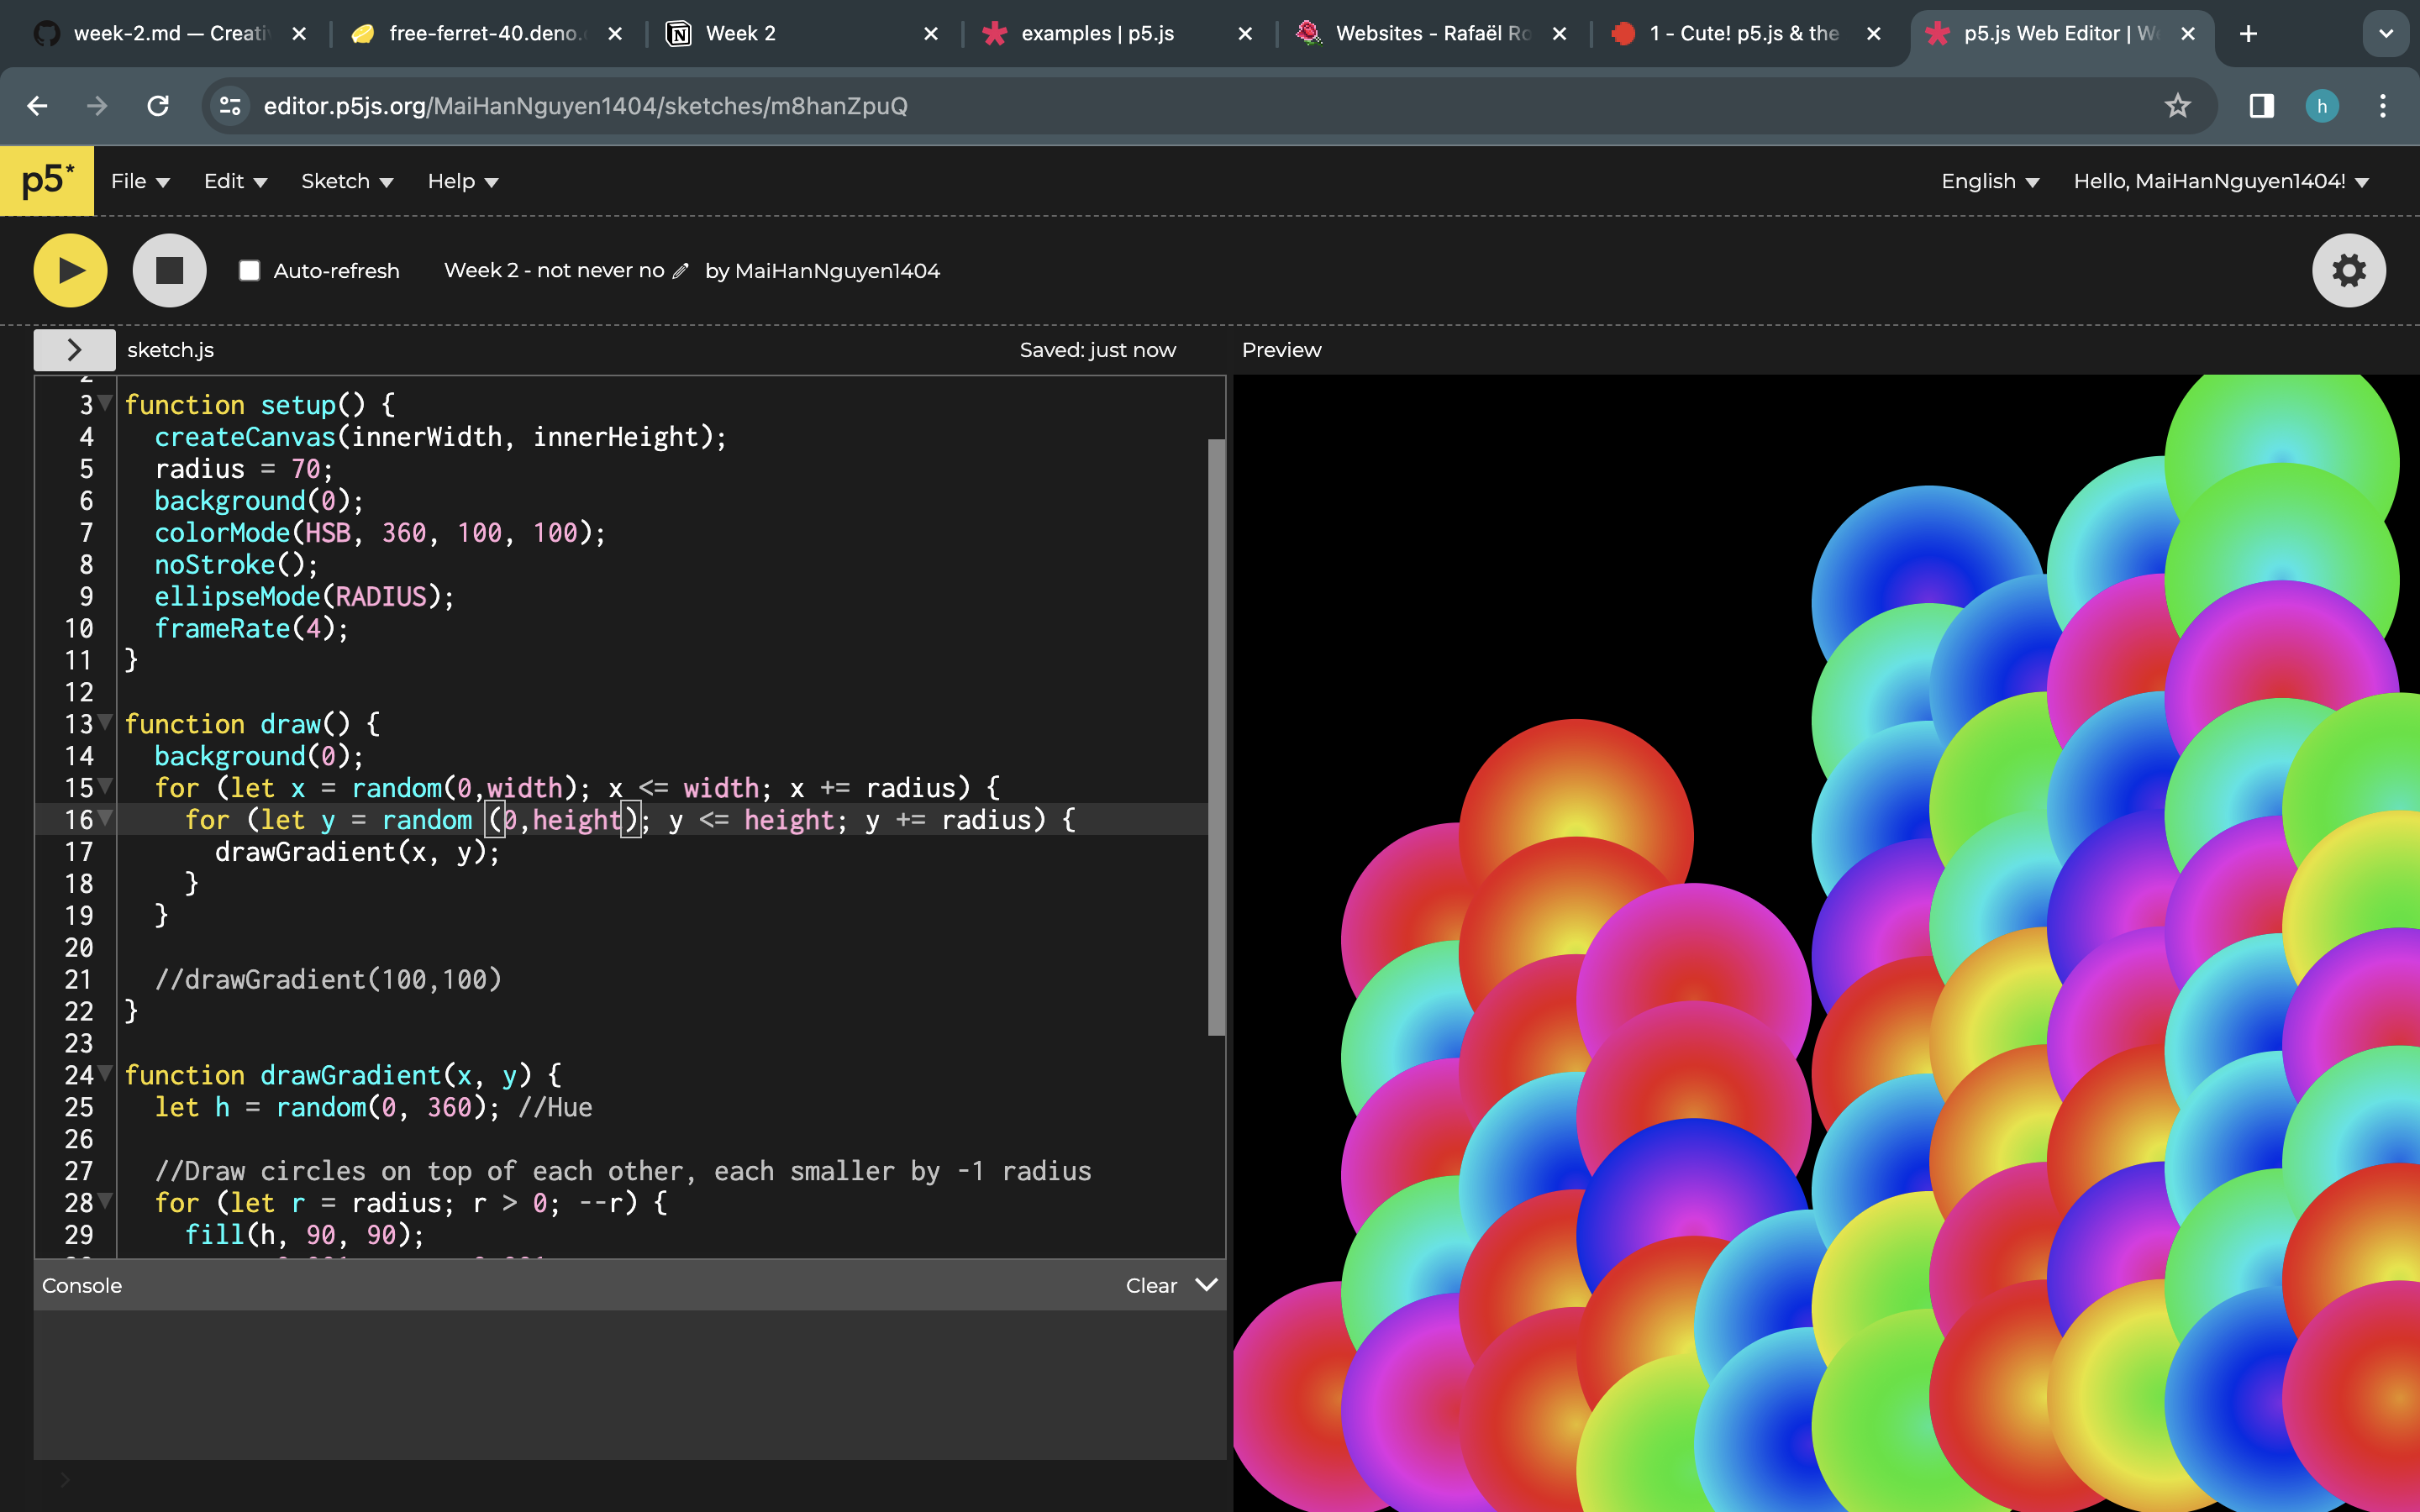 week-2.md — Creati
free-ferret-40.deno.
Week 2
examples | p5.js
Websites - Rafaël Ro
1 - Cute! p5.js & the
p5.js Web Editor | We
editor.p5js.org/MaiHanNguyen1404/sketches/m8hanZpuQ
h
p5*
File
Edit
Sketch
Help
English
Hello, MaiHanNguyen1404!
Auto-refresh
Week 2 - not never no
by MaiHanNguyen1404
sketch.js
Saved: just now
Preview
2
3 function setup() {
4 createCanvas(innerWidth, innerHeight);
5 radius = 70;
6 background(0);
7 colorMode(HSB, 360, 100, 100);
8 noStroke();
9 ellipseMode(RADIUS);
10 frameRate(4);
11 }
12
13 function draw() {
14 background(0);
15 for (let x = random(0,width); x <= width; x += radius) {
16 for (let y = random (0,height); y <= height; y += radius) {
17 drawGradient(x, y);
18 }
19 }
20
21 //drawGradient(100,100)
22 }
23
24 function drawGradient(x, y) {
25 let h = random(0, 360); //Hue
26
27 //Draw circles on top of each other, each smaller by -1 radius
28 for (let r = radius; r > 0; --r) {
29 fill(h, 90, 90);
Console
Clear
>